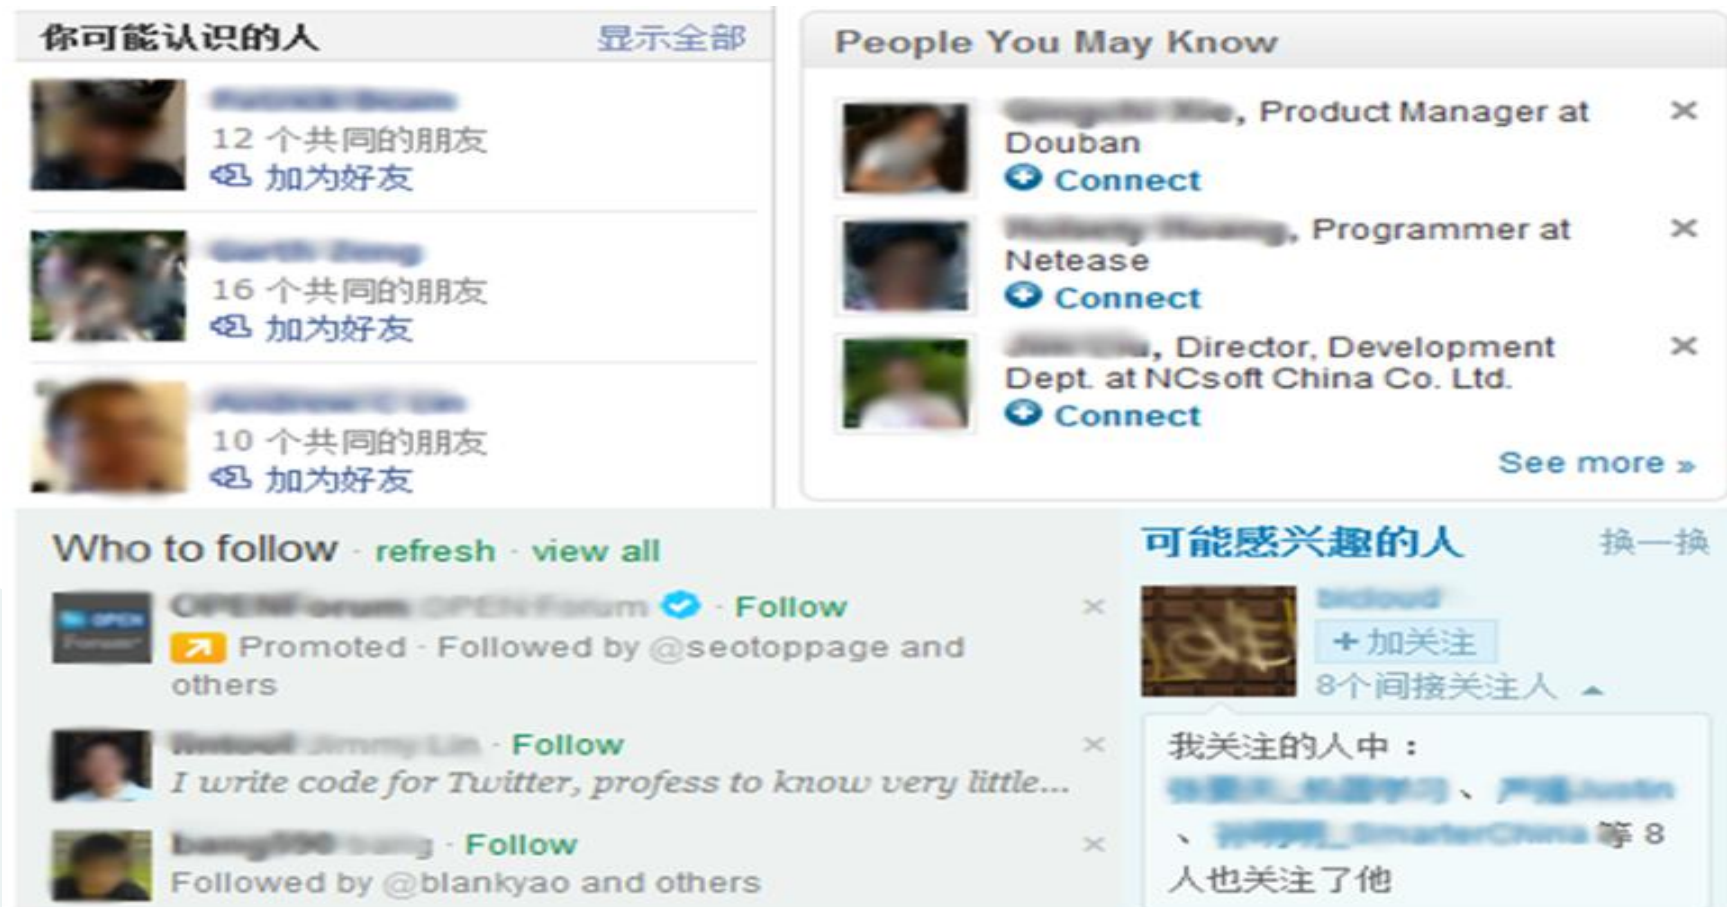 你可能认识的人 显示全部
12 个共同的朋友
加为好友
16 个共同的朋友
加为好友
10 个共同的朋友
加为好友
People You May Know
, Product Manager at
Douban
Connect
, Programmer at
Netease
Connect
, Director, Development
Dept. at NCsoft China Co. Ltd.
Connect
See more »
Who to follow · refresh · view all
· Follow
Promoted · Followed by @seotoppage and
others
· Follow
I write code for Twitter, profess to know very little...
· Follow
Followed by @blankyao and others
可能感兴趣的人 换一换
+加关注
8个间接关注人
我关注的人中：
、
、 等 8
人也关注了他